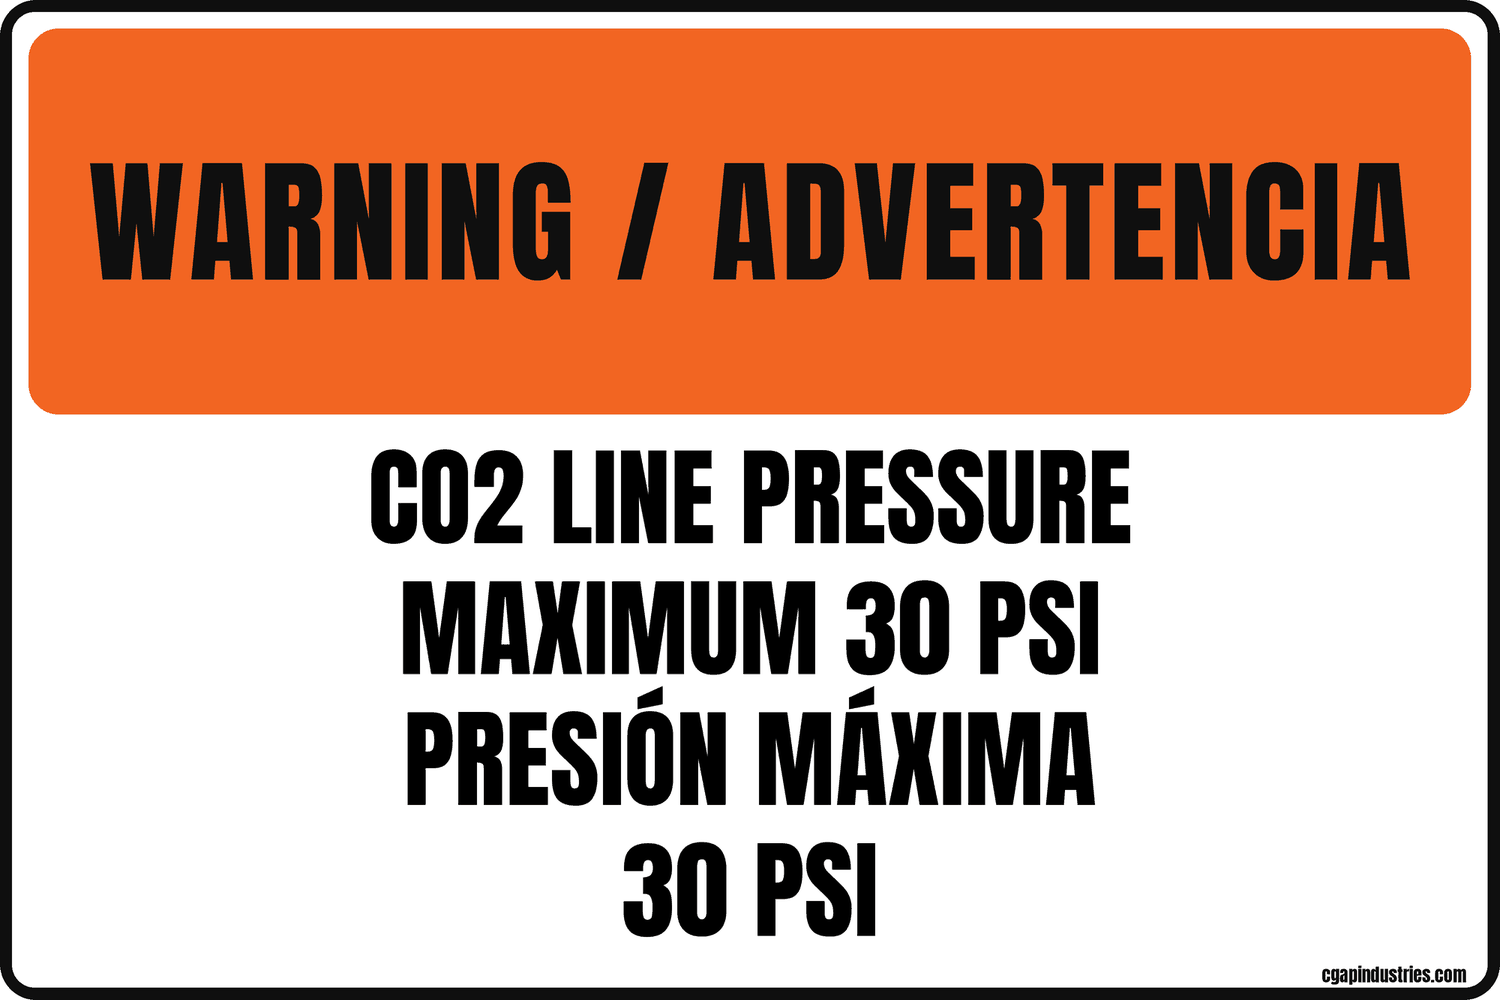 WARNING / ADVERTENCIA
CO2 LINE PRESSURE
MAXIMUM 30 PSI
PRESIÓN MÁXIMA
30 PSI
cgapindustries.com